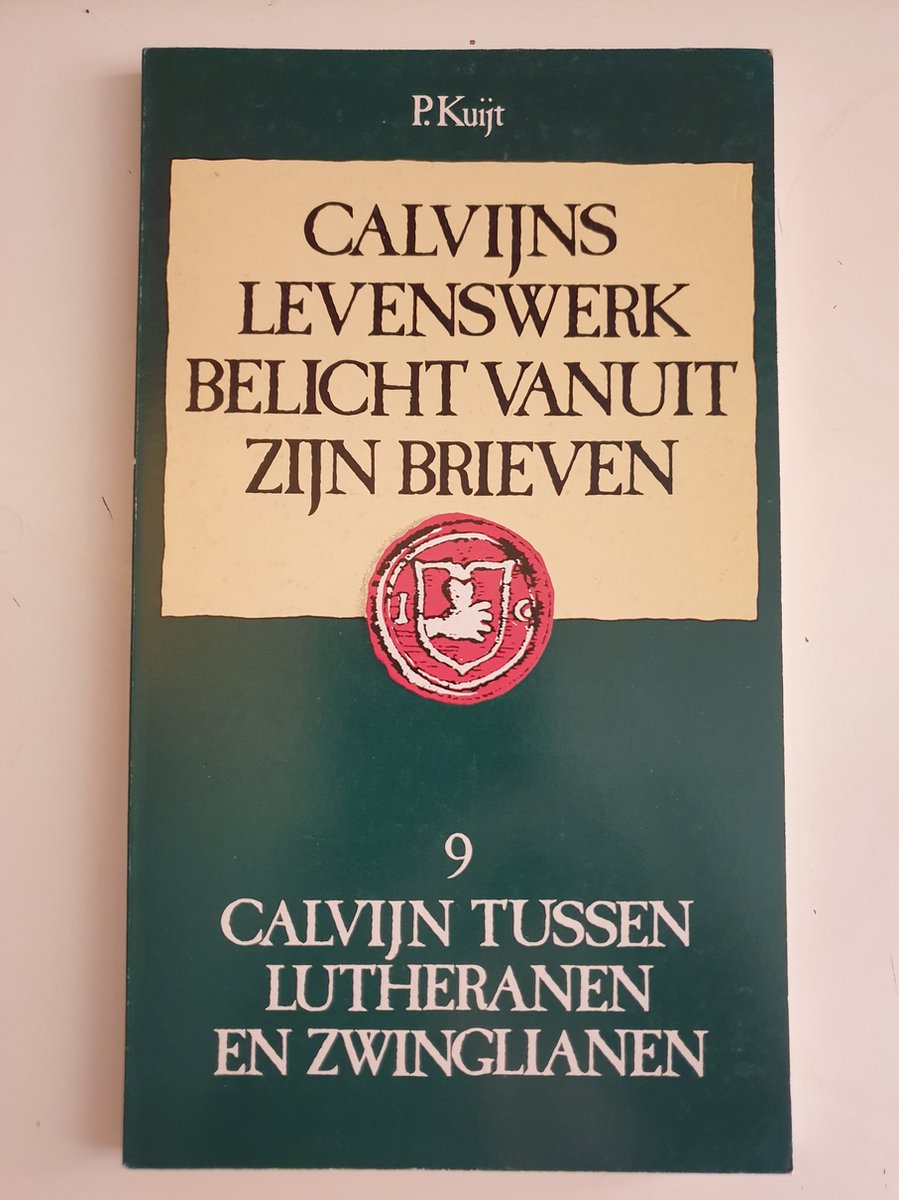 P. Kuijt
CALVIJNS
LEVENSWERK
BELICHT VANUIT
ZIJN BRIEVEN
I C
9
CALVIJN TUSSEN
LUTHERANEN
EN ZWINGLIANEN